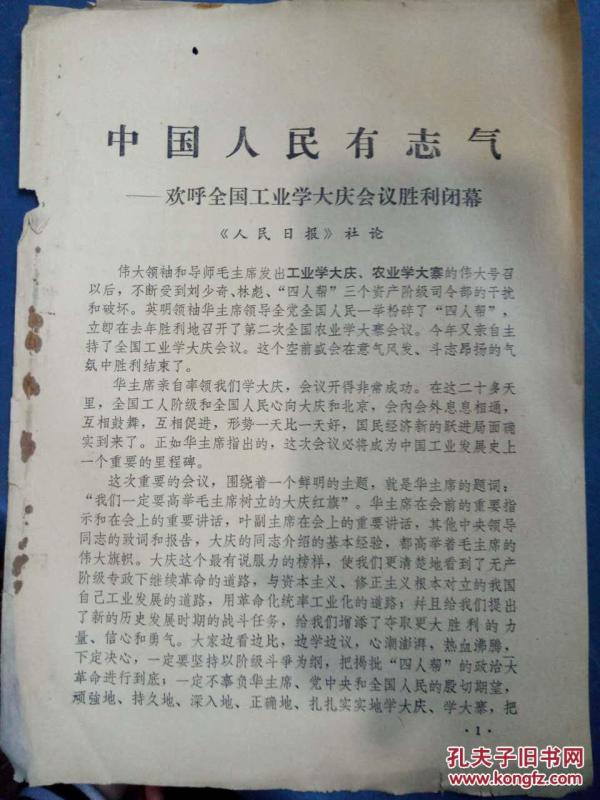 中国人民有志气
——欢呼全国工业学大庆会议胜利闭幕
《人民日报》社论
伟大领袖和导师毛主席发出工业学大庆、农业学大寨的伟大号召
以后，不断受到刘少奇、林彪、“四人帮”三个资产阶级司令部的干扰
和破坏。英明领袖华主席领导全党全国人民一举粉碎了“四人帮”，
立即在去年胜利地召开了第二次全国农业学大寨会议。今年又亲自主
持了全国工业学大庆会议。这个空前盛会在意气风发、斗志昂扬的气
氛中胜利结束了。
华主席亲自率领我们学大庆，会议开得非常成功。在这二十多天
里，全国工人阶级和全国人民心向大庆和北京，会内会外息息相通，
互相鼓舞，互相促进，形势一天比一天好，国民经济新的跃进局面确
实到来了。正如华主席指出的，这次会议必将成为中国工业发展史上
一个重要的里程碑。
这次重要的会议，围绕着一个鲜明的主题，就是华主席的题词：
“我们一定要高举毛主席树立的大庆红旗”。华主席在会前的重要指
示和在会上的重要讲话，叶副主席在会上的重要讲话，其他中央领导
同志的致词和报告，大庆的同志介绍的基本经验，都高举着毛主席的
伟大旗帜。大庆这个最有说服力的榜样，使我们更清楚地看到了无产
阶级专政下继续革命的道路，与资本主义、修正主义根本对立的我国
自己工业发展的道路，用革命化统率工业化的道路；并且给我们提出
了新的历史发展时期的战斗任务，给我们增添了夺取更大胜利的力
量、信心和勇气。大家边看边比，边学边议，心潮澎湃，热血沸腾，
下定决心，一定要坚持以阶级斗争为纲，把揭批“四人帮”的政治大
革命进行到底；一定不辜负华主席、党中央和全国人民的殷切期望，
顽强地、持久地、深入地、正确地、扎扎实实地学大庆、学大寨，把
·1·
孔夫子旧书网
www.kongfz.com